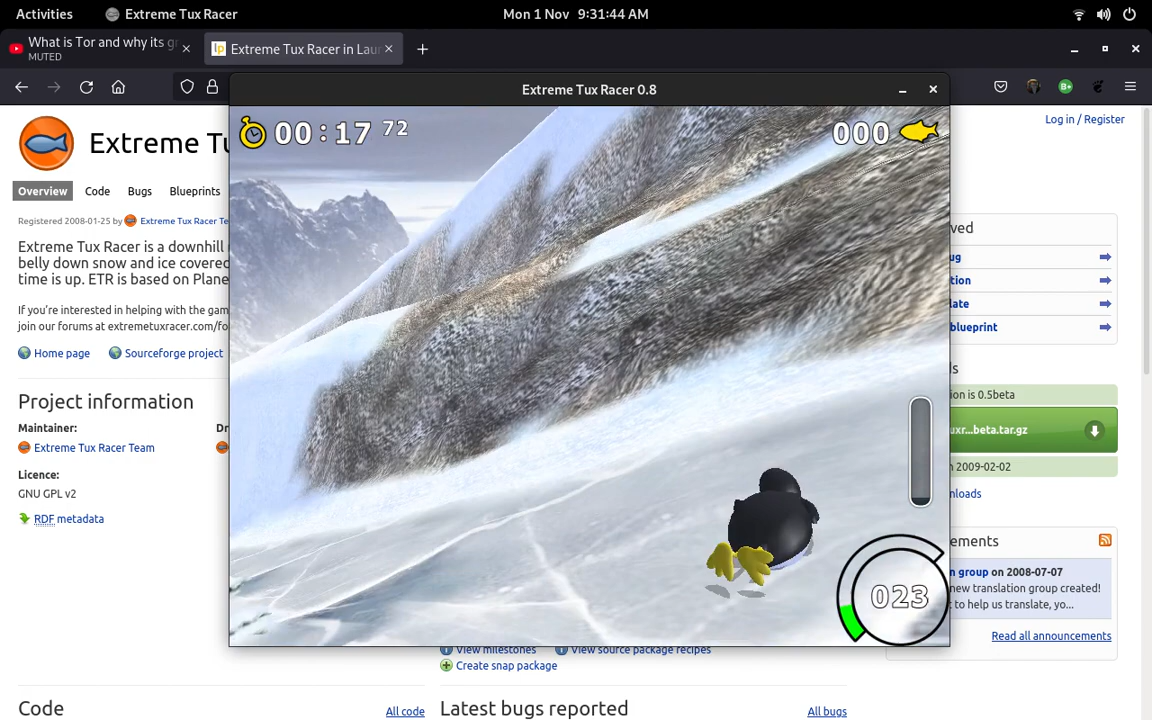 Activities
Extreme Tux Racer
Mon 1 Nov 9:31:44 AM
What is Tor and why its gr
MUTED
Extreme Tux Racer in Lau
Extreme Tux Racer 0.8
00:17 72
000
023
Log in / Register
Extreme Tu
Overview
Code
Bugs
Blueprints
Registered 2008-01-25 by Extreme Tux Racer Te
Extreme Tux Racer is a downhill
belly down snow and ice covered
time is up. ETR is based on Plane
If you're interested in helping with the gam
join our forums at extremetuxracer.com/fo
Home page
Sourceforge project
Project information
Maintainer:
Dr
Extreme Tux Racer Team
Licence:
GNU GPL v2
RDF metadata
View milestones
View source package recipes
Create snap package
Code
All code
Latest bugs reported
All bugs
ved
ug
tion
late
blueprint
ds
ion is 0.5beta
uxr...beta.tar.gz
n 2009-02-02
nloads
ements
n group on 2008-07-07
new translation group created!
t to help us translate, yo...
Read all announcements